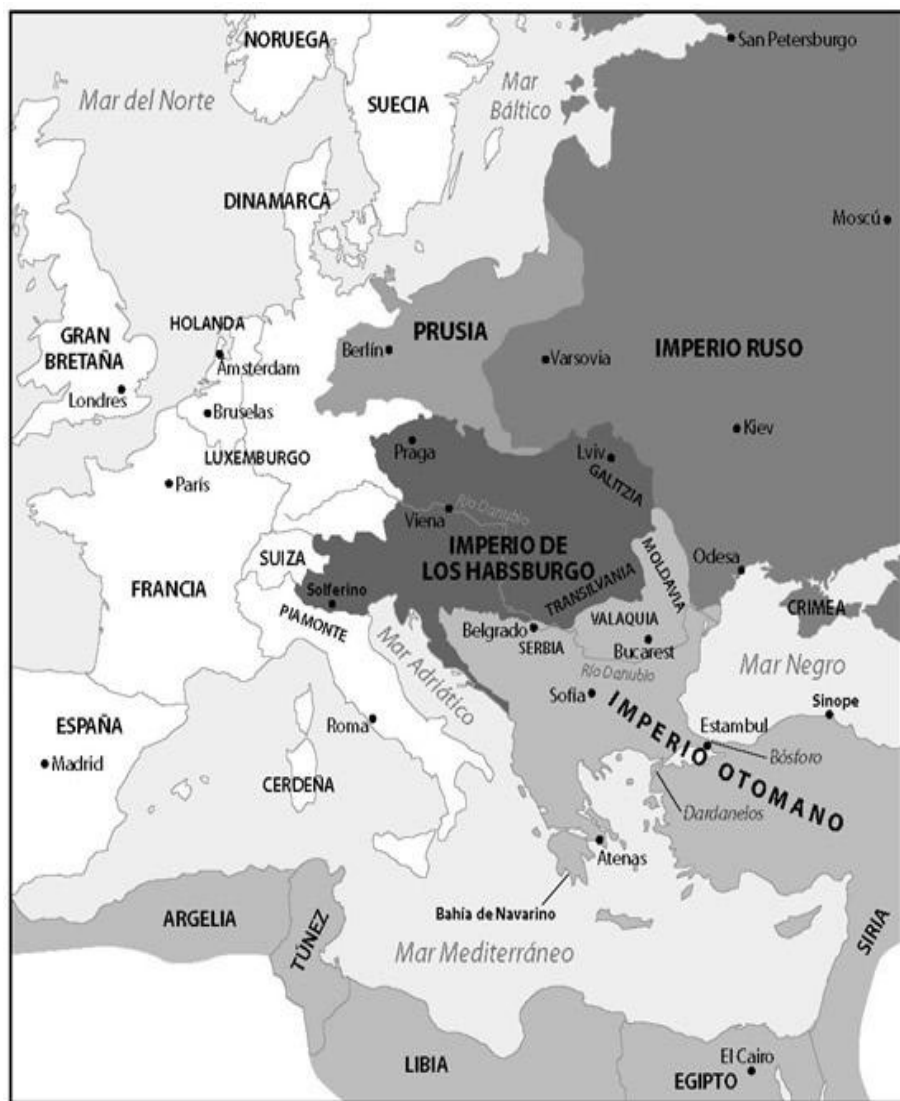 San Petersburgo
NORUEGA
Mar del Norte
SUECIA
Mar
Báltico
DINAMARCA
Moscú
HOLANDA
GRAN
BRETAÑA
PRUSIA
IMPERIO RUSO
Berlín
Varsovia
Ámsterdam
Londres
Bruselas
Kiev
LUXEMBURGO
Praga
Lviv
GALITZIA
París
Río Danubio
Viena
SUIZA
IMPERIO DE
LOS HABSBURGO
MOLDAVIA
Odesa
FRANCIA
Solferino
TRANSILVANIA
CRIMEA
PIAMONTE
VALAQUIA
Belgrado
SERBIA
Bucarest
Mar Adriático
Río Danubio
Mar Negro
Sofía
Sinope
ESPAÑA
Roma
IMPERIO OTOMANO
Estambul
Bósforo
Madrid
CERDEÑA
Dardanelos
Atenas
Bahía de Navarino
ARGELIA
TÚNEZ
Mar Mediterráneo
SIRIA
LIBIA
El Cairo
EGIPTO